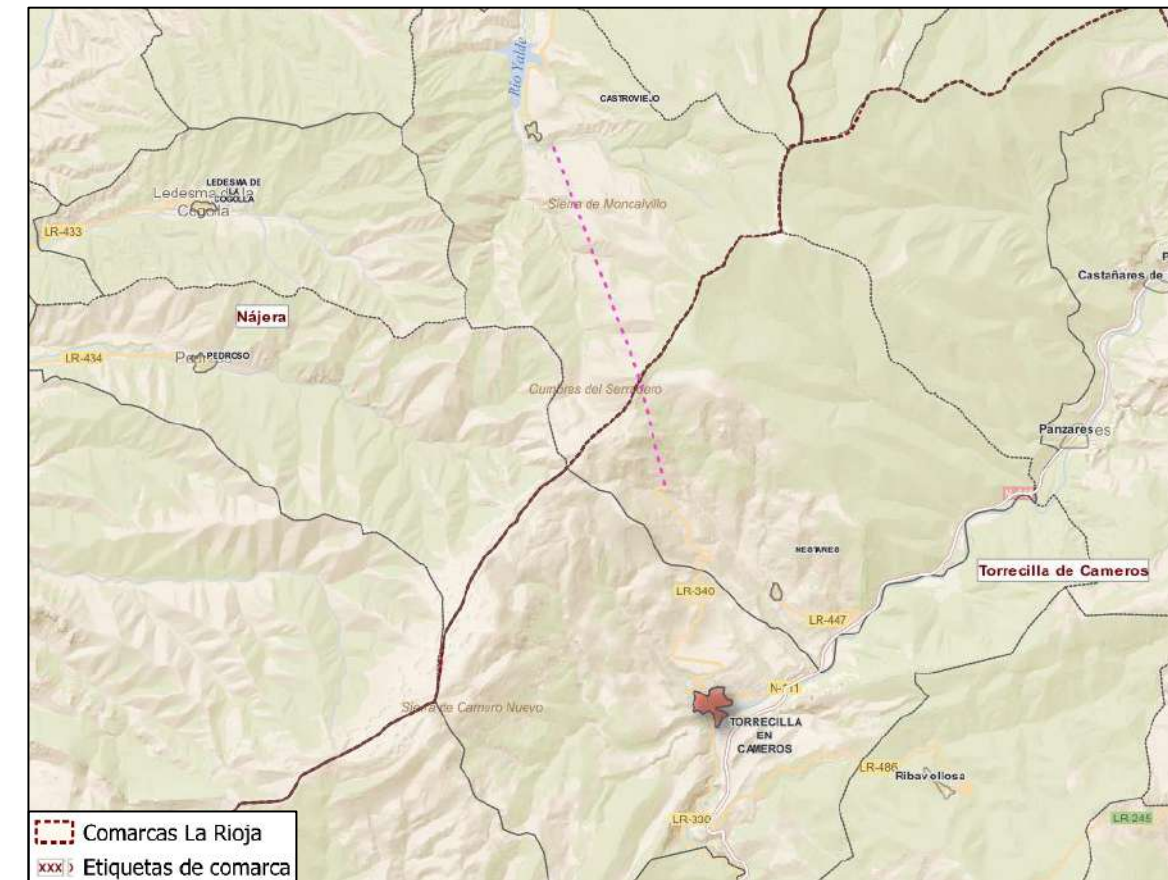 Río Yalde
CASTROVIEJO
LEDESMA DE
LA
COGOLLA
Ledesma de la
Cogolla
Sierra de Moncalvillo
LR-433
Castañares de
Nájera
LR-434
PEDROSO
Cumbres del Serradero
Panzares
NESTARES
Torrecilla de Cameros
LR-340
LR-447
N-111
Sierra de Camero Nuevo
TORRECILLA
EN
CAMEROS
LR-486
Ribavellosa
LR-330
LR-245
Comarcas La Rioja
xxx
Etiquetas de comarca